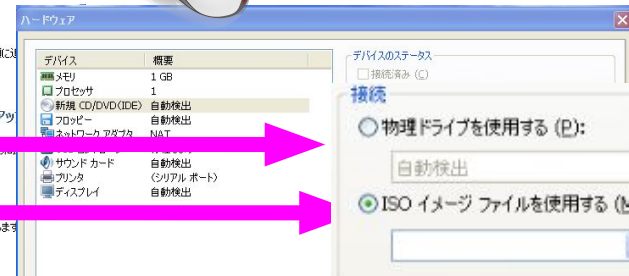 ハードウェア
デバイス 概要
メモリ 1 GB
プロセッサ 1
新規 CD/DVD(IDE) 自動検出
フロッピー 自動検出
ネットワーク アダプタ NAT
サウンド カード 自動検出
プリンタ (シリアル ポート)
ディスプレイ 自動検出
デバイスのステータス
接続済み (C)
接続
物理ドライブを使用する (P):
自動検出
ISO イメージ ファイルを使用する (M